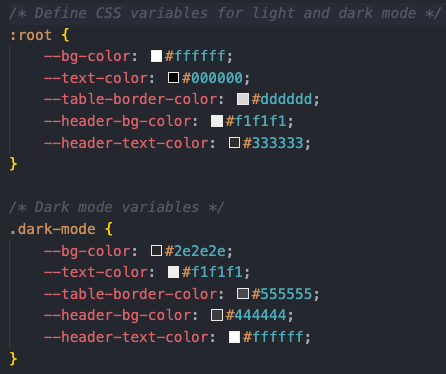 /* Define CSS variables for light and dark mode */
:root {
    --bg-color: #ffffff;
    --text-color: #000000;
    --table-border-color: #dddddd;
    --header-bg-color: #f1f1f1;
    --header-text-color: #333333;
}

/* Dark mode variables */
.dark-mode {
    --bg-color: #2e2e2e;
    --text-color: #f1f1f1;
    --table-border-color: #555555;
    --header-bg-color: #444444;
    --header-text-color: #ffffff;
}